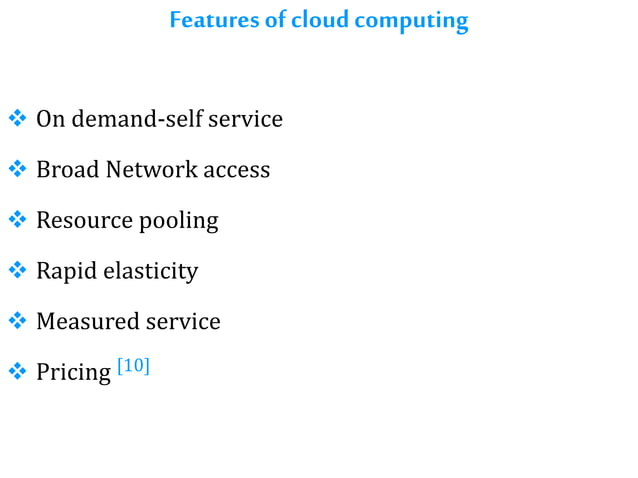 Features of cloud computing
❖ On demand-self service
❖ Broad Network access
❖ Resource pooling
❖ Rapid elasticity
❖ Measured service
❖ Pricing [10]